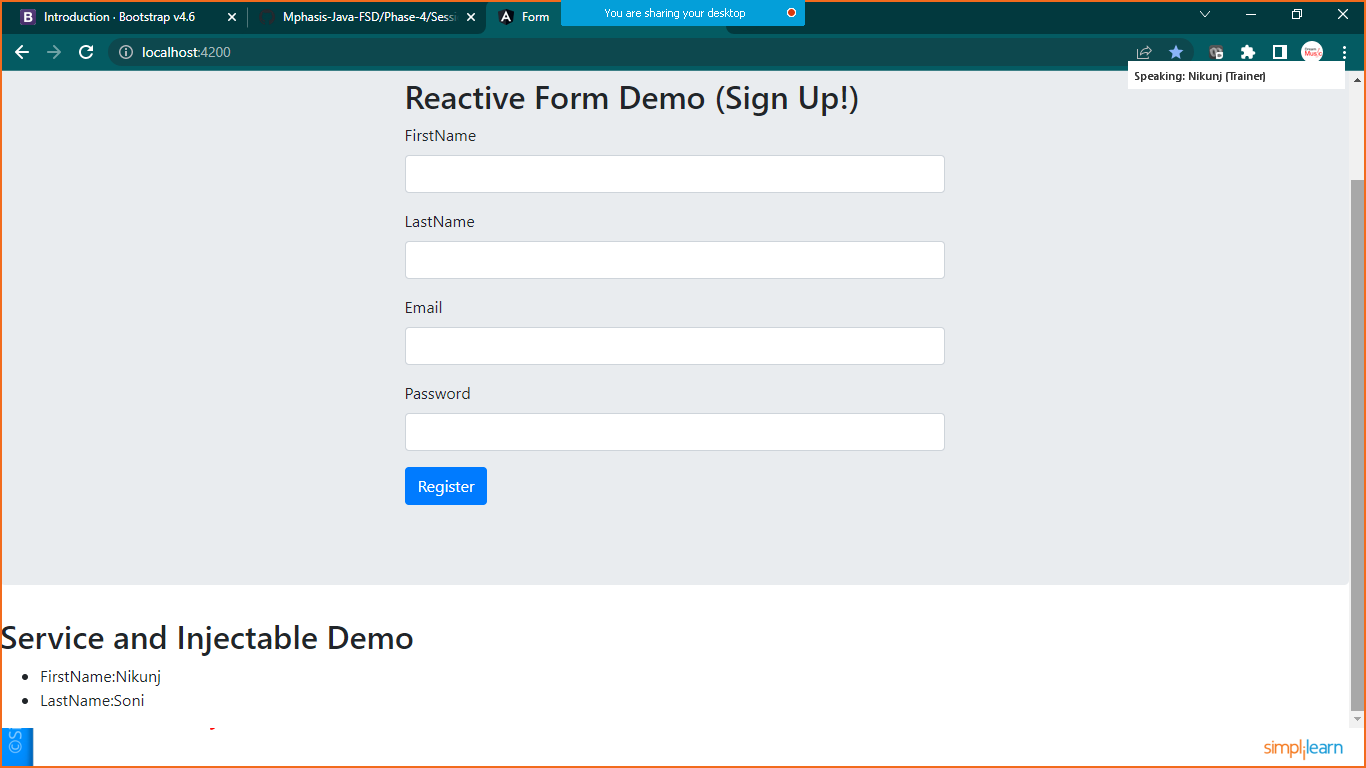 Introduction · Bootstrap v4.6
Mphasis-Java-FSD/Phase-4/Sessi
Form
You are sharing your desktop
localhost:4200
Speaking: Nikunj (Trainer)
Reactive Form Demo (Sign Up!)
FirstName
LastName
Email
Password
Register
Service and Injectable Demo
FirstName:Nikunj
LastName:Soni
simplilearn